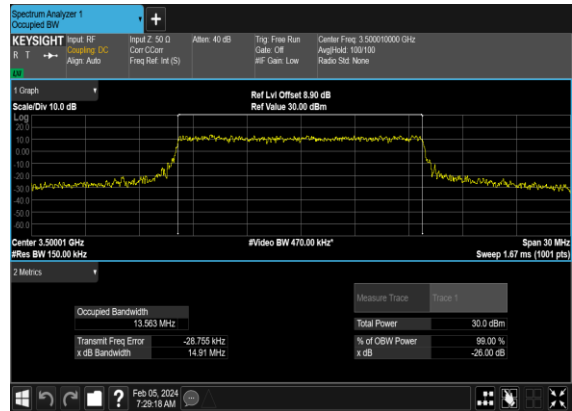 Spectrum Analyzer 1
Occupied BW
+
KEYSIGHT Input: RF Input Z: 50 Ω Atten: 40 dB Trig: Free Run Center Freq: 3.500010000 GHz
R T Coupling: DC Corr CCorr Gate: Off Avg|Hold: 100/100
Align: Auto Freq Ref: Int (S) #IF Gain: Low Radio Std: None
LW
1 Graph
Ref Lvl Offset 8.90 dB
Scale/Div 10.0 dB Ref Value 30.00 dBm
Log
20.0
10.0
0.00
-10.0
-20.0
-30.0
-40.0
-50.0
-60.0
Center 3.50001 GHz #Video BW 470.00 kHz* Span 30 MHz
#Res BW 150.00 kHz Sweep 1.67 ms (1001 pts)
2 Metrics
Measure Trace Trace 1
Occupied Bandwidth
13.563 MHz Total Power 30.0 dBm
Transmit Freq Error -28.755 kHz % of OBW Power 99.00 %
x dB Bandwidth 14.91 MHz x dB -26.00 dB
? Feb 05, 2024
7:29:18 AM